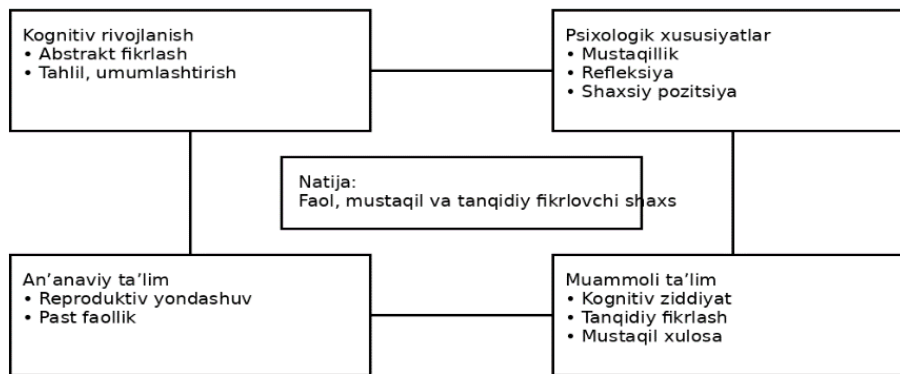 Kognitiv rivojlanish
• Abstrakt fikrlash
• Tahlil, umumlashtirish
Psixologik xususiyatlar
• Mustaqillik
• Refleksiya
• Shaxsiy pozitsiya
Natija:
Faol, mustaqil va tanqidiy fikrlovchi shaxs
An’anaviy ta’lim
• Reproduktiv yondashuv
• Past faollik
Muammoli ta’lim
• Kognitiv ziddiyat
• Tanqidiy fikrlash
• Mustaqil xulosa